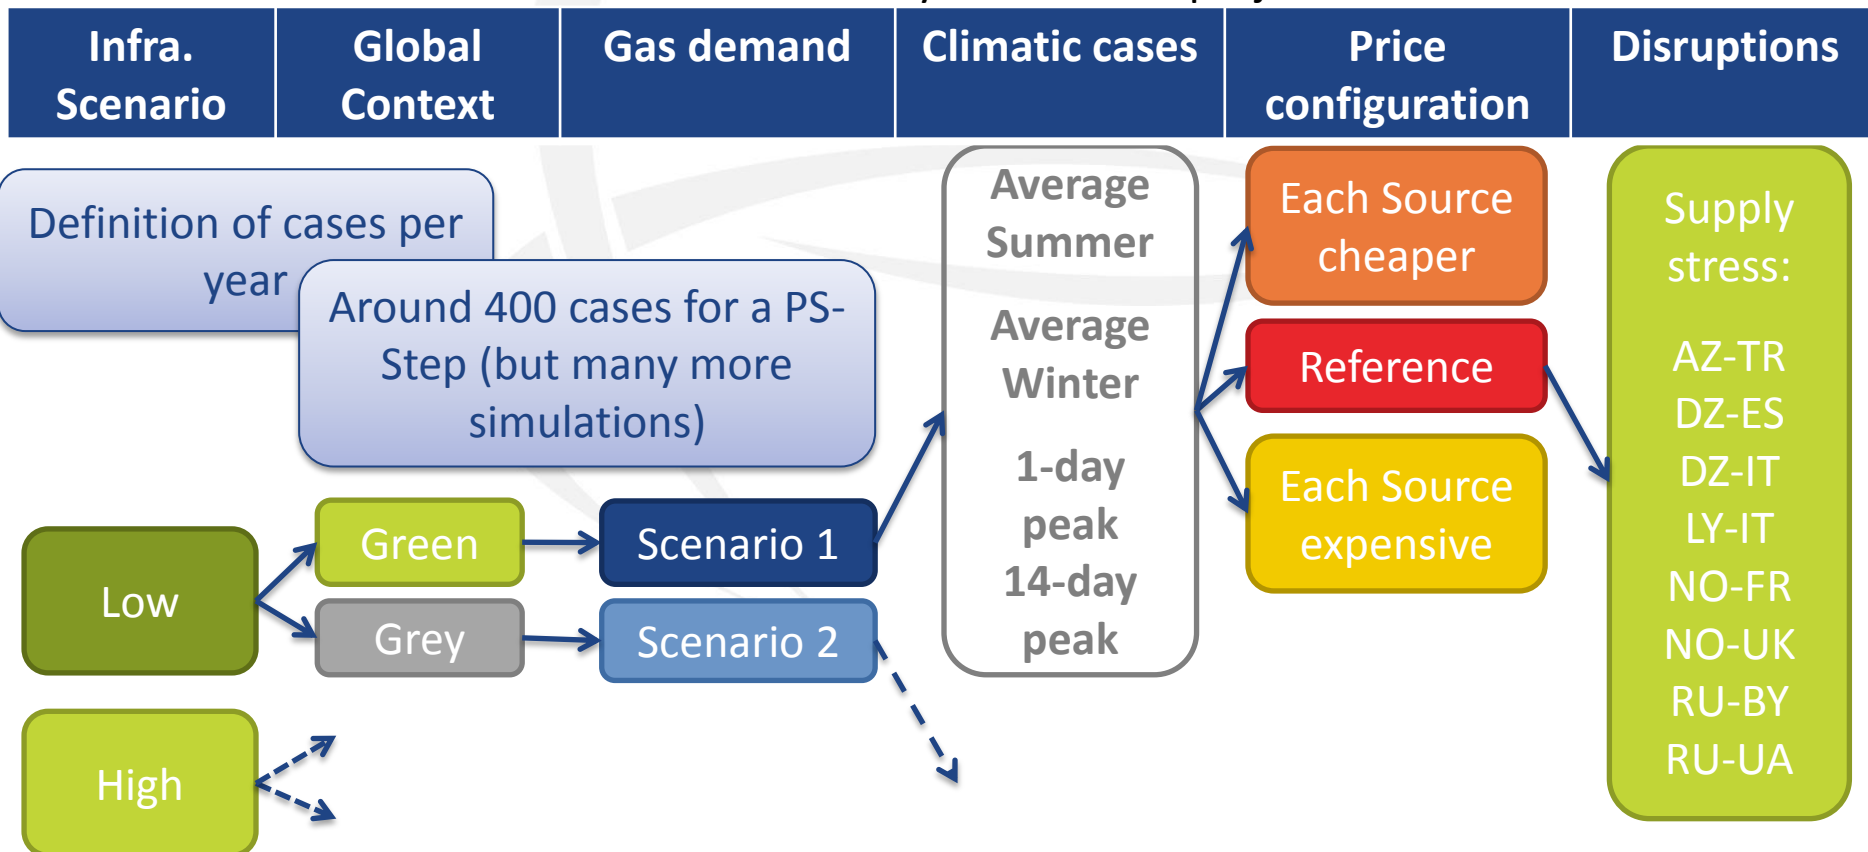 Infra.
Scenario
Global
Context
Gas demand
Climatic cases
Price
configuration
Disruptions
Definition of cases per
year
Around 400 cases for a PS-
Step (but many more
simulations)
Low
High
Green
Grey
Scenario 1
Scenario 2
Average
Summer
Average
Winter
1-day
peak
14-day
peak
Each Source
cheaper
Reference
Each Source
expensive
Supply
stress:
AZ-TR
DZ-ES
DZ-IT
LY-IT
NO-FR
NO-UK
RU-BY
RU-UA